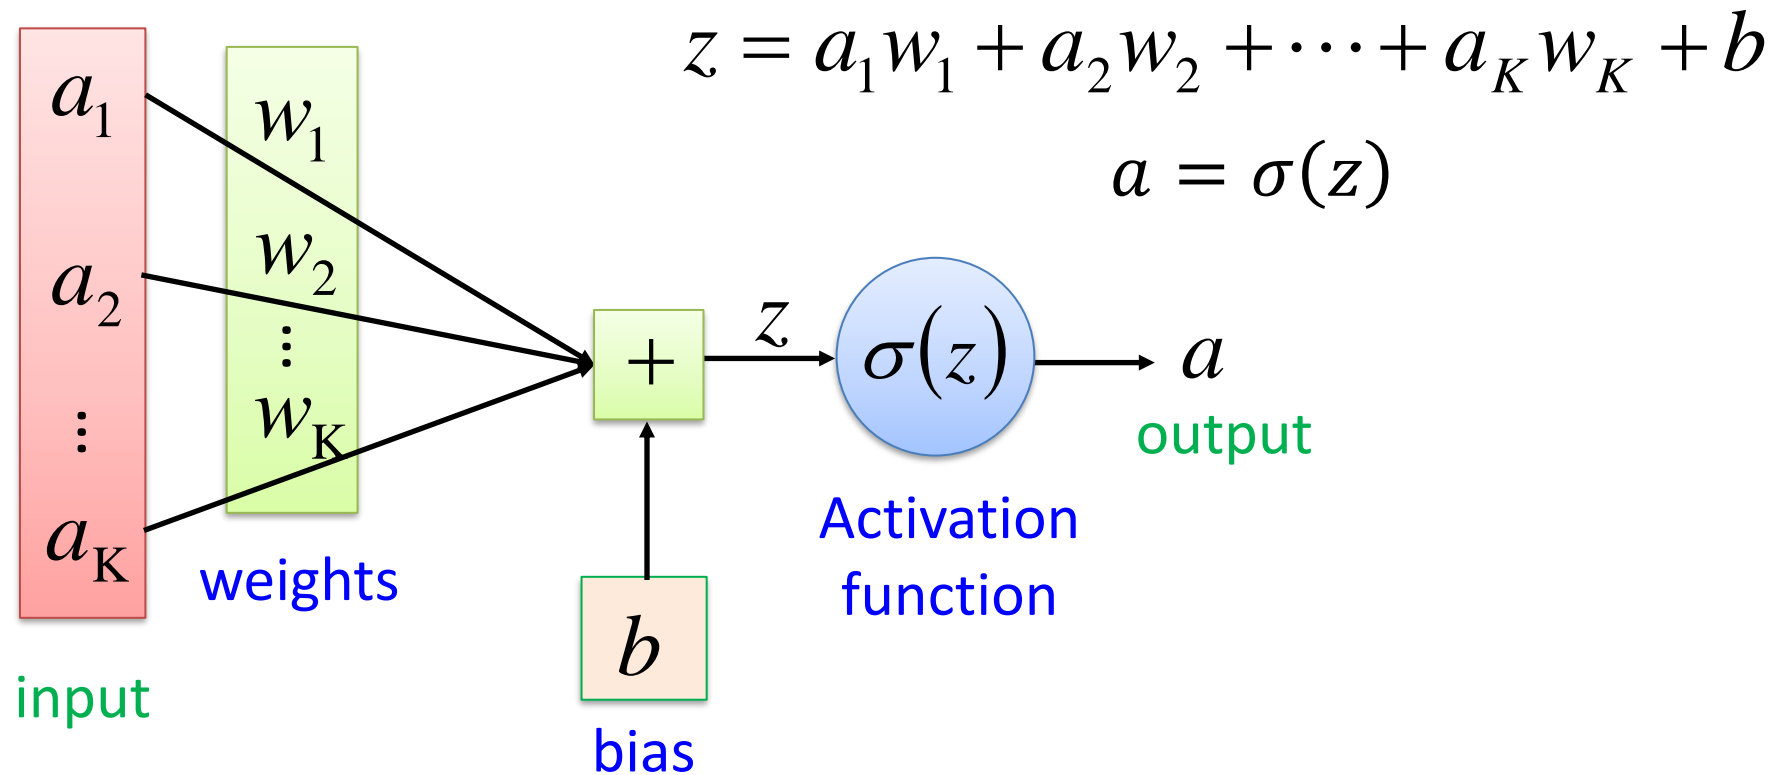 z = a₁w₁ + a₂w₂ + ⋯ + a_K w_K + b
a = σ(z)
a₁
a₂
⋮
a_K
input
w₁
w₂
⋮
w_K
weights
+
b
bias
z
σ(z)
Activation
function
a
output